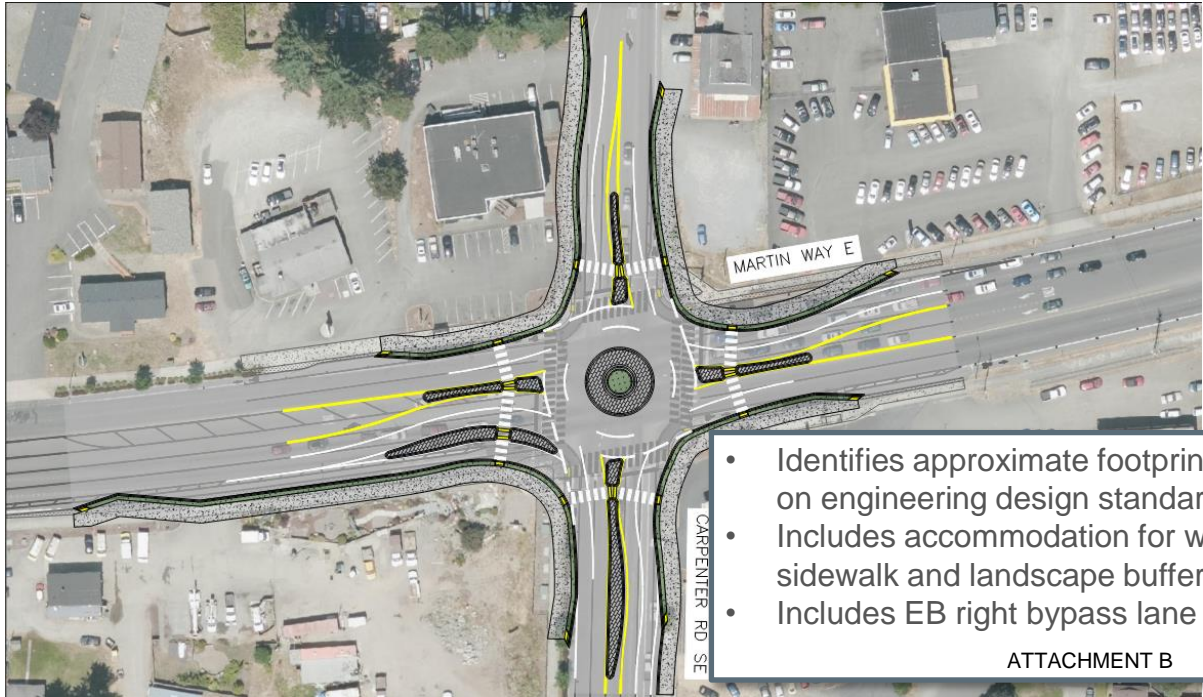 MARTIN WAY E
CARPENTER RD SE
• Identifies approximate footprin
on engineering design standar
• Includes accommodation for w
sidewalk and landscape buffer
• Includes EB right bypass lane
ATTACHMENT B